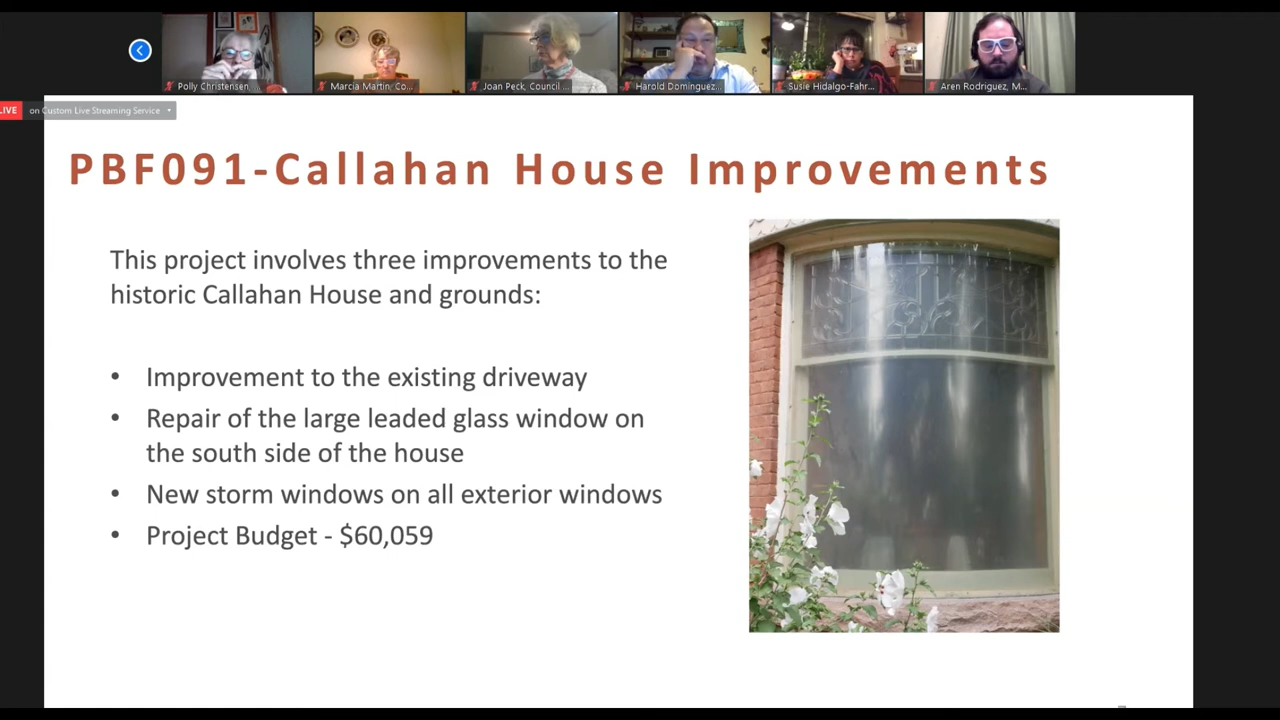 Polly Christensen, ...
Marcia Martin, Co...
Joan Peck, Council ...
Harold Dominguez...
Susie Hidalgo-Fahr...
Aren Rodriguez, M...
LIVE on Custom Live Streaming Service
PBF091-Callahan House Improvements
This project involves three improvements to the
historic Callahan House and grounds:
• Improvement to the existing driveway
• Repair of the large leaded glass window on
the south side of the house
• New storm windows on all exterior windows
• Project Budget - $60,059